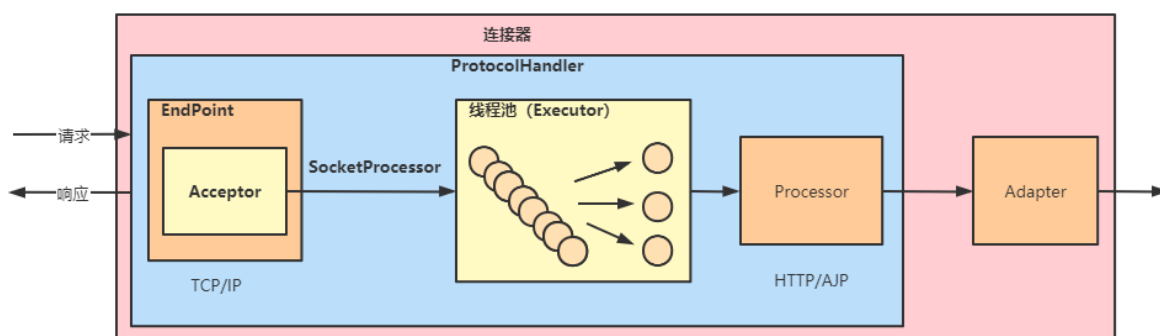 连接器
ProtocolHandler
EndPoint
线程池（Executor）
请求
SocketProcessor
响应
Acceptor
Processor
Adapter
TCP/IP
HTTP/AJP